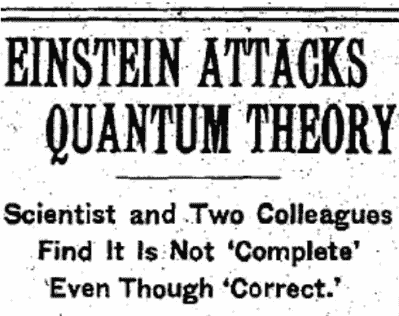 EINSTEIN ATTACKS
QUANTUM THEORY
Scientist and Two Colleagues
Find It Is Not 'Complete'
Even Though 'Correct.'